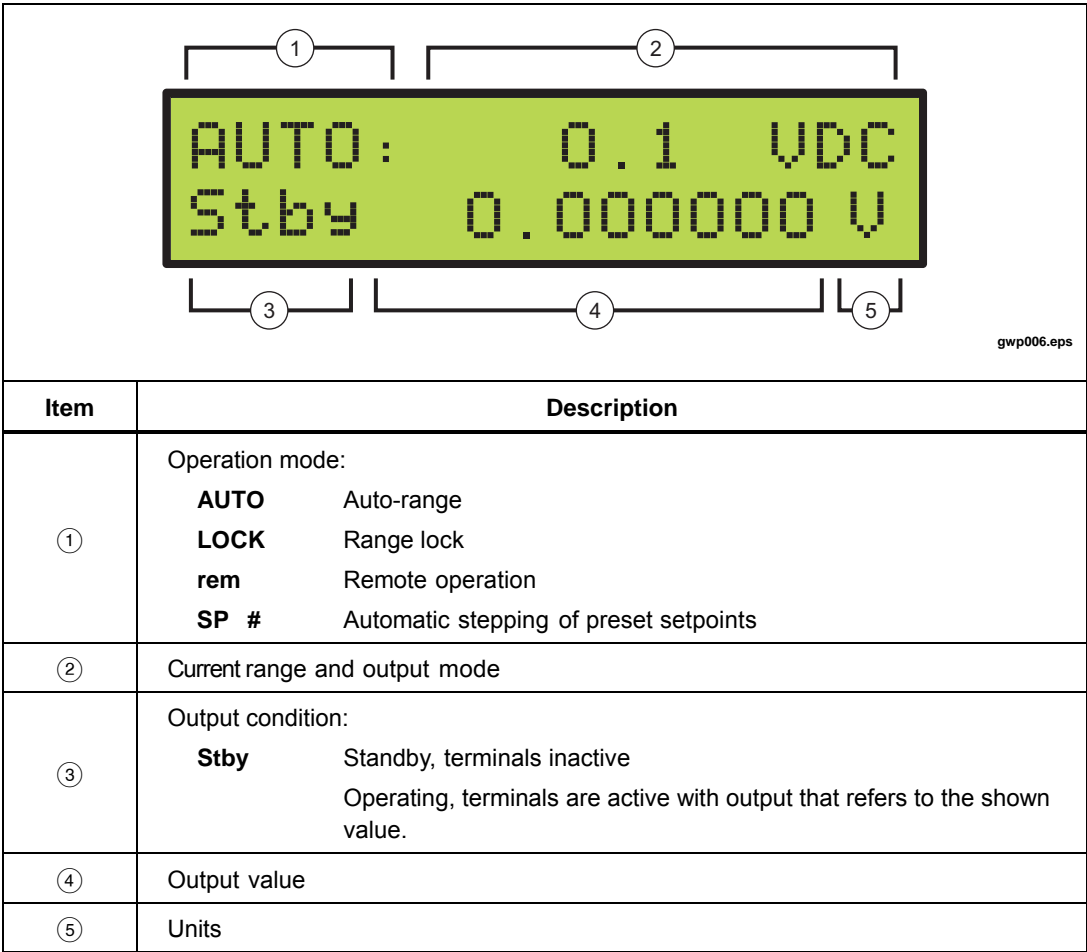 1 2
AUTO: 0.1 VDC
Stby 0.000000 V
3 4 5
gwp006.eps
Item Description
1 Operation mode:
AUTO Auto-range
LOCK Range lock
rem Remote operation
SP # Automatic stepping of preset setpoints
2 Current range and output mode
3 Output condition:
Stby Standby, terminals inactive
Operating, terminals are active with output that refers to the shown
value.
4 Output value
5 Units